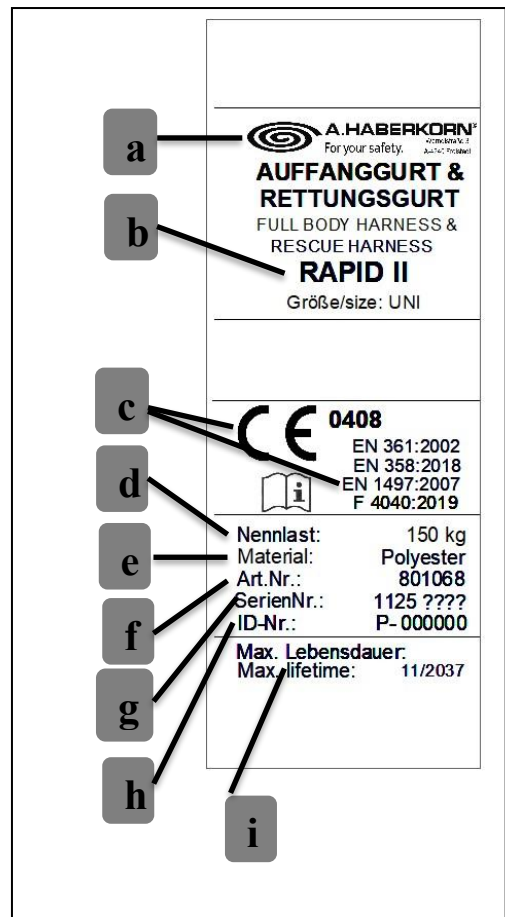 a
A.HABERKORN®
For your safety.
AUFFANGGURT &
RETTUNGSGURT
b
FULL BODY HARNESS &
RESCUE HARNESS
RAPID II
Größe/size: UNI
c
CE 0408
EN 361:2002
EN 358:2018
EN 1497:2007
F 4040:2019
i
d
Nennlast: 150 kg
e
Material: Polyester
f
Art.Nr.: 801068
g
SerienNr.: 1125 ????
h
ID-Nr.: P- 000000
Max. Lebensdauer:
Max. lifetime: 11/2037
i